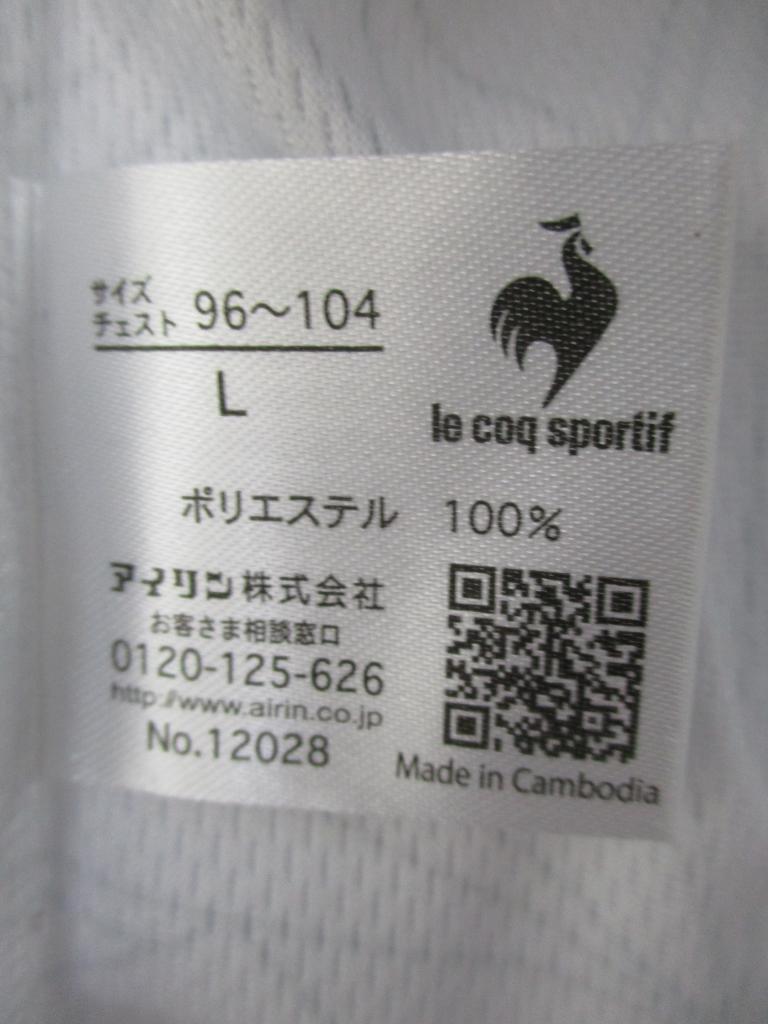 サイズ
チェスト 96〜104
L
le coq sportif
ポリエステル 100%
アイリン株式会社
お客さま相談窓口
0120-125-626
http://www.airin.co.jp
No.12028
Made in Cambodia